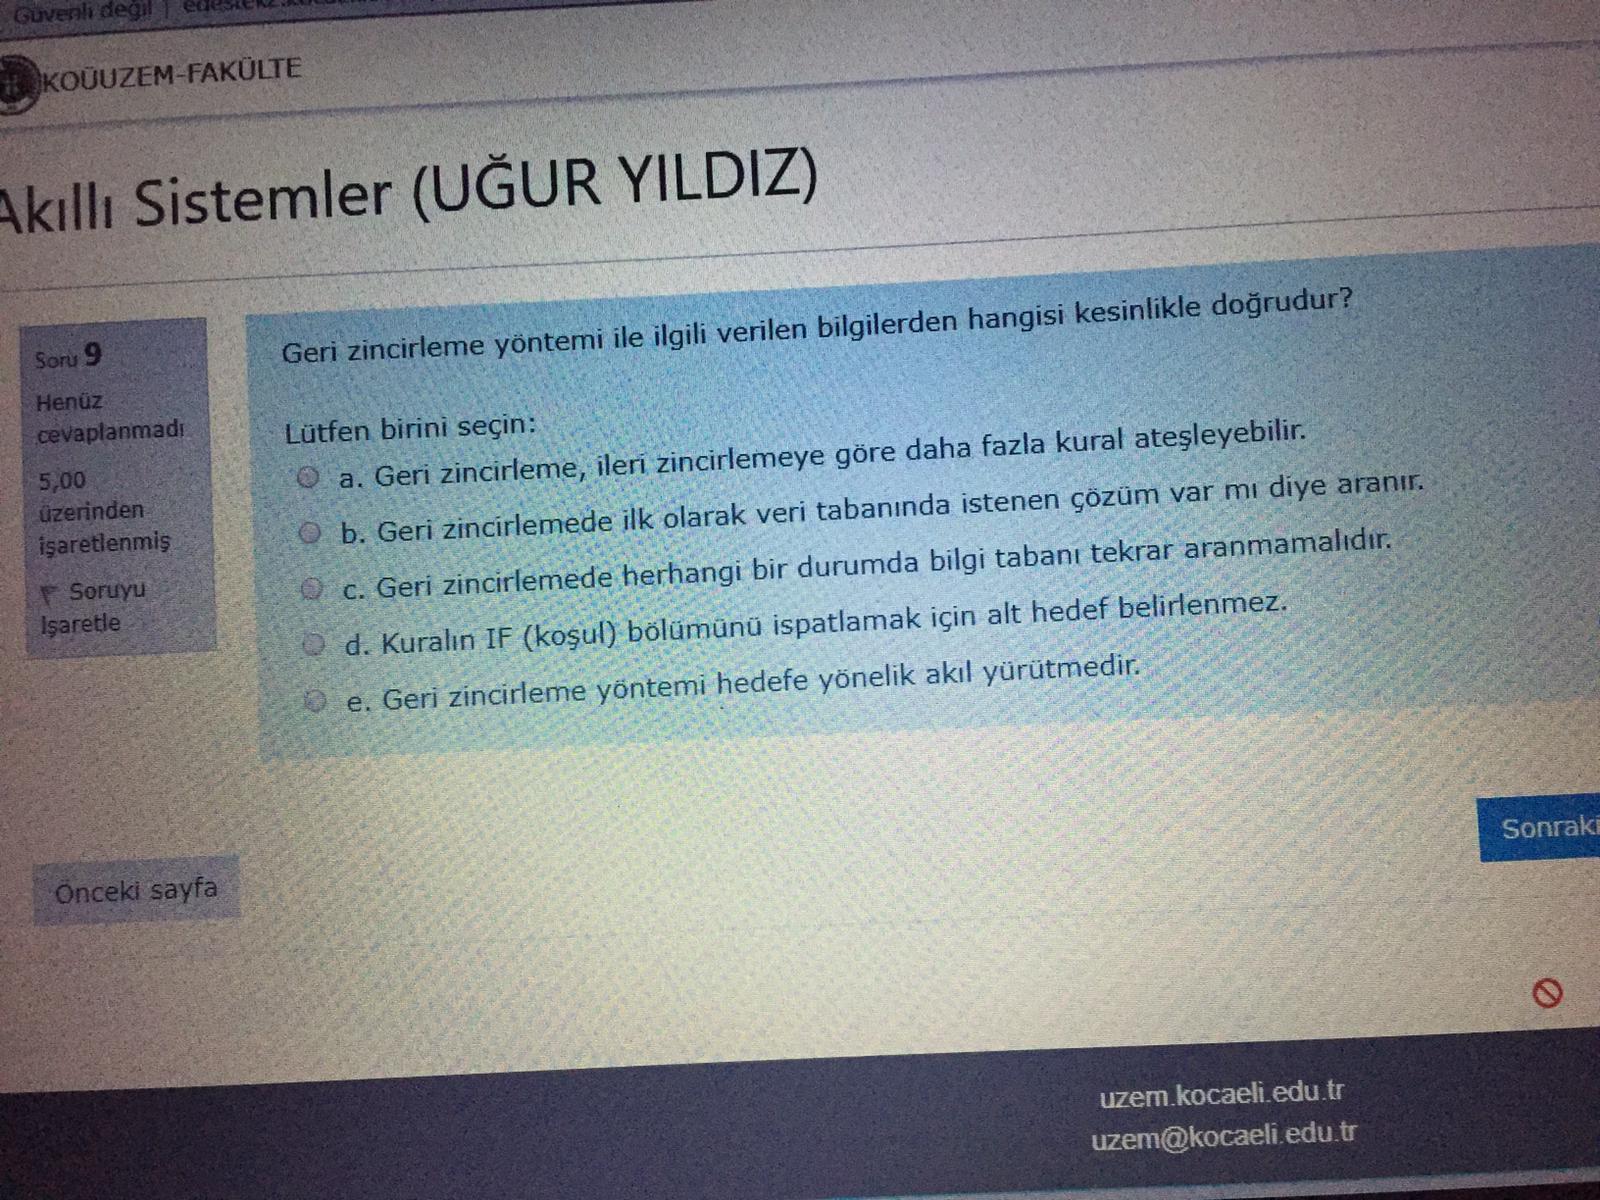 Güvenli değil
KOÜUZEM-FAKÜLTE
Akıllı Sistemler (UĞUR YILDIZ)
Soru 9
Henüz
cevaplanmadı
5,00
üzerinden
işaretlenmiş
Soruyu
İşaretle
Geri zincirleme yöntemi ile ilgili verilen bilgilerden hangisi kesinlikle doğrudur?
Lütfen birini seçin:
a. Geri zincirleme, ileri zincirlemeye göre daha fazla kural ateşleyebilir.
b. Geri zincirlemede ilk olarak veri tabanında istenen çözüm var mı diye aranır.
c. Geri zincirlemede herhangi bir durumda bilgi tabanı tekrar aranmamalıdır.
d. Kuralın IF (koşul) bölümünü ispatlamak için alt hedef belirlenmez.
e. Geri zincirleme yöntemi hedefe yönelik akıl yürütmedir.
Sonraki
Önceki sayfa
uzem.kocaeli.edu.tr
uzem@kocaeli.edu.tr